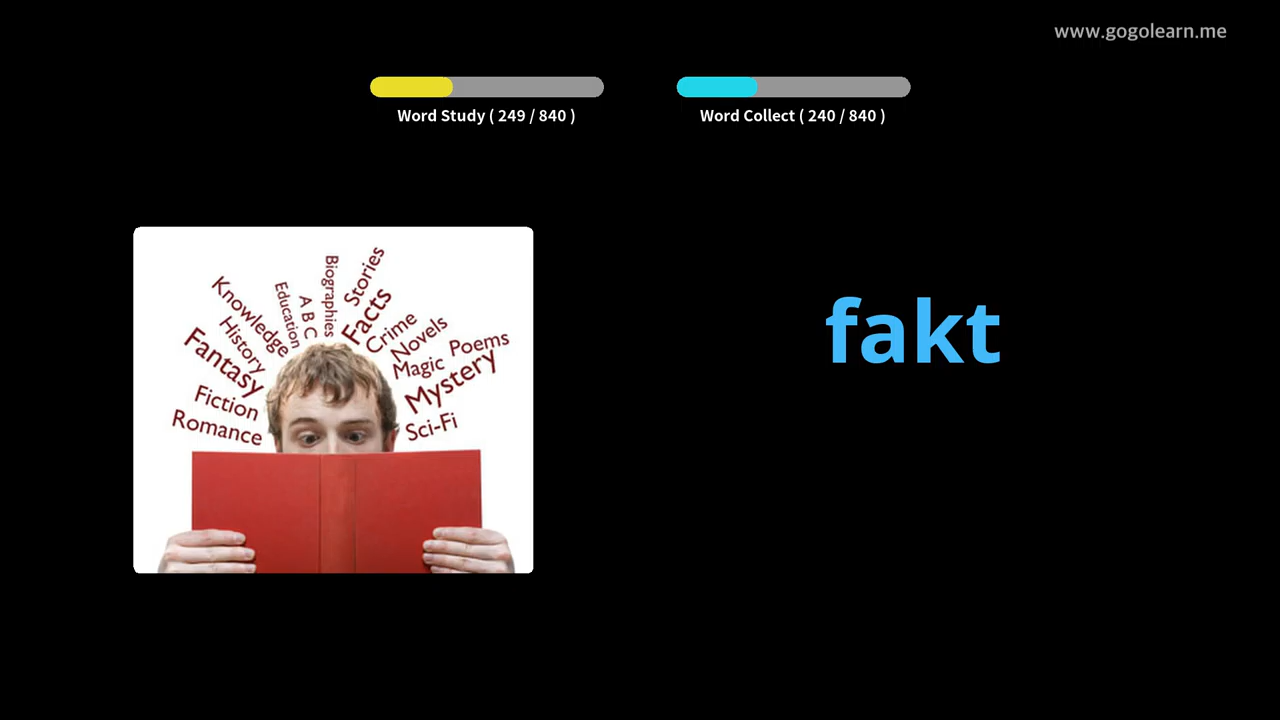 www.gogolearn.me
Word Study ( 249 / 840 )
Word Collect ( 240 / 840 )
fakt
Romance
Fiction
Fantasy
History
Knowledge
Education
A B C
Biographies
Stories
Facts
Crime
Novels
Magic
Poems
Mystery
Sci-Fi